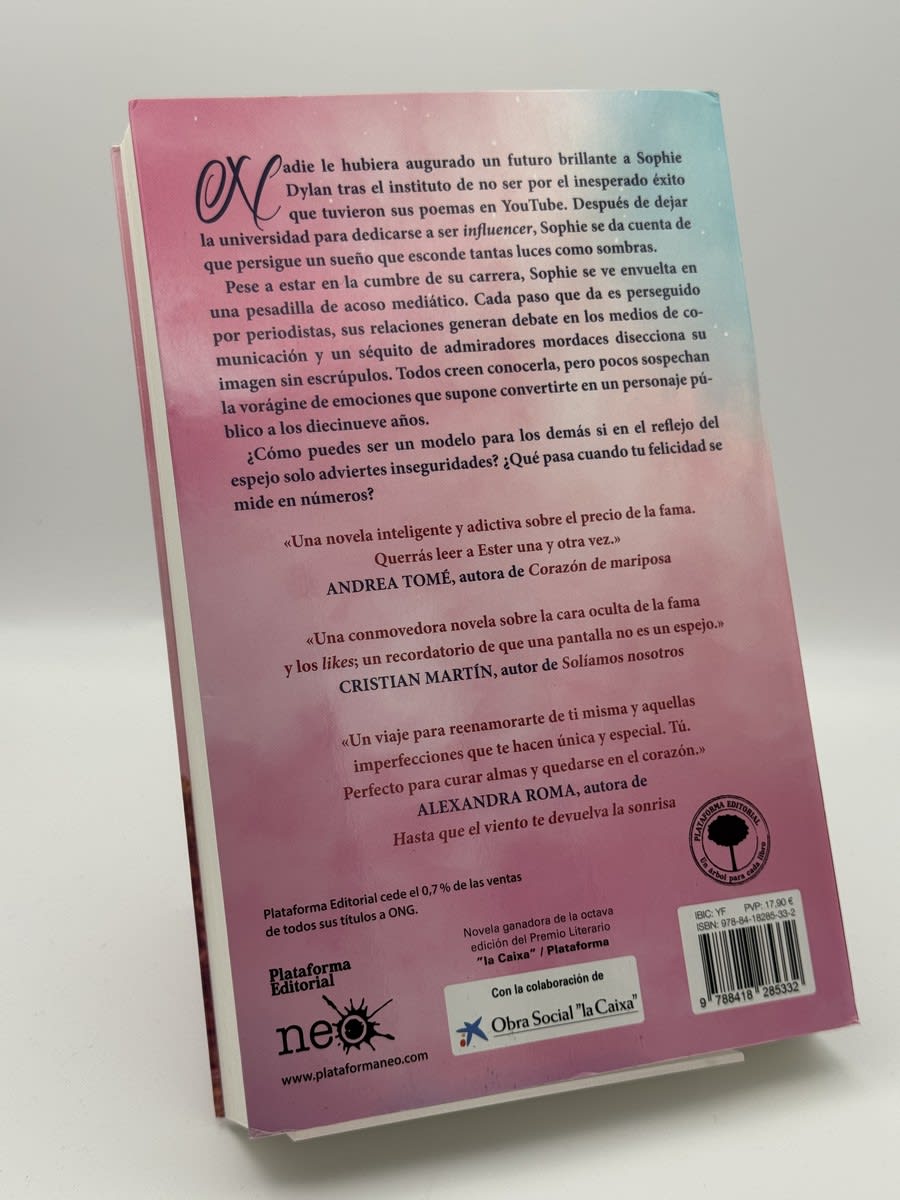 Nadie le hubiera augurado un futuro brillante a Sophie
Dylan tras el instituto de no ser por el inesperado éxito
que tuvieron sus poemas en YouTube. Después de dejar
la universidad para dedicarse a ser influencer, Sophie se da cuenta de
que persigue un sueño que esconde tantas luces como sombras.
Pese a estar en la cumbre de su carrera, Sophie se ve envuelta en
una pesadilla de acoso mediático. Cada paso que da es perseguido
por periodistas, sus relaciones generan debate en los medios de co-
municación y un séquito de admiradores mordaces disecciona su
imagen sin escrúpulos. Todos creen conocerla, pero pocos sospechan
la vorágine de emociones que supone convertirte en un personaje pú-
blico a los diecinueve años.
¿Cómo puedes ser un modelo para los demás si en el reflejo del
espejo solo adviertes inseguridades? ¿Qué pasa cuando tu felicidad se
mide en números?
«Una novela inteligente y adictiva sobre el precio de la fama.
Querrás leer a Ester una y otra vez.»
ANDREA TOMÉ, autora de Corazón de mariposa
«Una conmovedora novela sobre la cara oculta de la fama
y los likes; un recordatorio de que una pantalla no es un espejo.»
CRISTIAN MARTÍN, autor de Solíamos nosotros
«Un viaje para reenamorarte de ti misma y aquellas
imperfecciones que te hacen única y especial. Tú.
Perfecto para curar almas y quedarse en el corazón.»
ALEXANDRA ROMA, autora de
Hasta que el viento te devuelva la sonrisa
PLATAFORMA EDITORIAL
Un árbol para cada libro
Plataforma Editorial cede el 0,7 % de las ventas
de todos sus títulos a ONG.
Novela ganadora de la octava
edición del Premio Literario
"la Caixa" / Plataforma
IBIC: YF PVP: 17,90 €
ISBN: 978-84-18285-33-2
9 788418 285332
Plataforma
Editorial
neo
www.plataformaneo.com
Con la colaboración de
Obra Social "la Caixa"